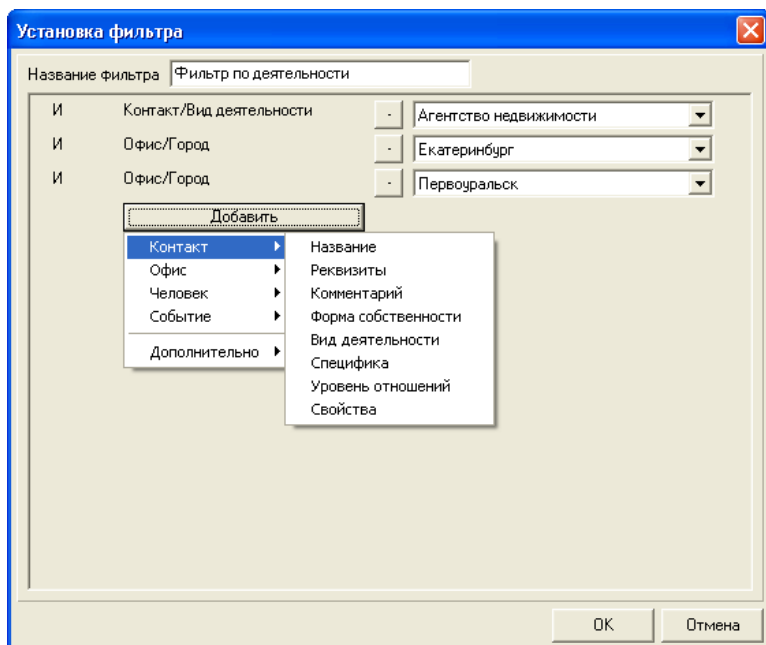 Установка фильтра
Название фильтра Фильтр по деятельности
И Контакт/Вид деятельности - Агентство недвижимости
И Офис/Город - Екатеринбург
И Офис/Город - Первоуральск
Добавить
Контакт
Офис
Человек
Событие
Дополнительно
Название
Реквизиты
Комментарий
Форма собственности
Вид деятельности
Специфика
Уровень отношений
Свойства
OK Отмена